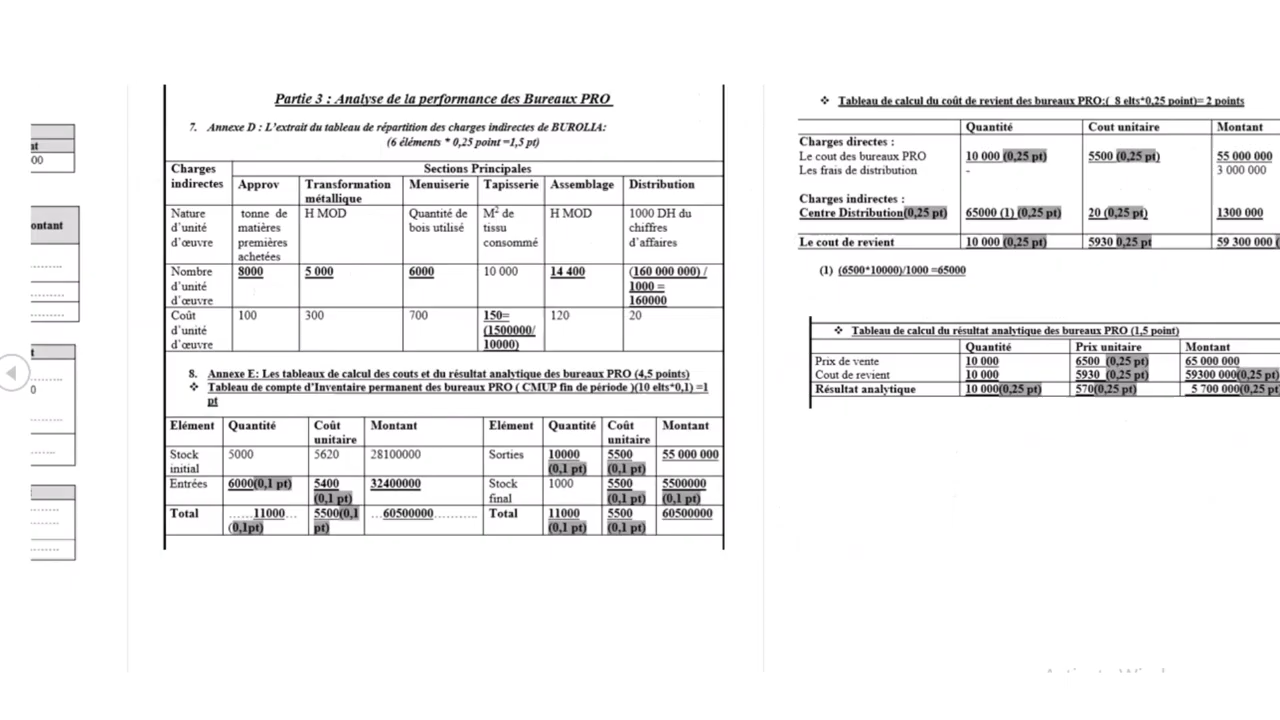 at
00
ontant
..........
..........
..........
t
..........
0
..........
..........
..........
..........
..........
Partie 3 : Analyse de la performance des Bureaux PRO
7. Annexe D : L'extrait du tableau de répartition des charges indirectes de BUROLIA:
(6 éléments * 0,25 point =1,5 pt)
Charges indirectes Sections Principales
Approv Transformation métallique Menuiserie Tapisserie Assemblage Distribution
Nature d'unité d'œuvre tonne de matières premières achetées H MOD Quantité de bois utilisé M² de tissu consommé H MOD 1000 DH du chiffres d'affaires
Nombre d'unité d'œuvre 8000 5 000 6000 10 000 14 400 (160 000 000) / 1000 = 160000
Coût d'unité d'œuvre 100 300 700 150= (1500000/ 10000) 120 20
8. Annexe E: Les tableaux de calcul des couts et du résultat analytique des bureaux PRO (4,5 points)
❖ Tableau de compte d'Inventaire permanent des bureaux PRO ( CMUP fin de période )(10 elts*0,1) =1
pt
Elément Quantité Coût unitaire Montant Elément Quantité Coût unitaire Montant
Stock initial 5000 5620 28100000 Sorties 10000 (0,1 pt) 5500 (0,1 pt) 55 000 000
Entrées 6000(0,1 pt) 5400 (0,1 pt) 32400000 Stock final 1000 5500 (0,1 pt) 5500000 (0,1 pt)
Total ......11000... (0,1pt) 5500(0,1 pt) ...60500000........... Total 11000 (0,1 pt) 5500 (0,1 pt) 60500000
❖ Tableau de calcul du coût de revient des bureaux PRO:( 8 elts*0,25 point)= 2 points
Quantité Cout unitaire Montant
Charges directes :
Le cout des bureaux PRO 10 000 (0,25 pt) 5500 (0,25 pt) 55 000 000
Les frais de distribution - 3 000 000
Charges indirectes :
Centre Distribution(0,25 pt) 65000 (1) (0,25 pt) 20 (0,25 pt) 1300 000
Le cout de revient 10 000 (0,25 pt) 5930 0,25 pt 59 300 000 (
(1) (6500*10000)/1000 =65000
❖ Tableau de calcul du résultat analytique des bureaux PRO (1,5 point)
Quantité Prix unitaire Montant
Prix de vente 10 000 6500 (0,25 pt) 65 000 000
Cout de revient 10 000 5930 (0,25 pt) 59300 000(0,25 pt)
Résultat analytique 10 000(0,25 pt) 570(0,25 pt) 5 700 000(0,25 pt)